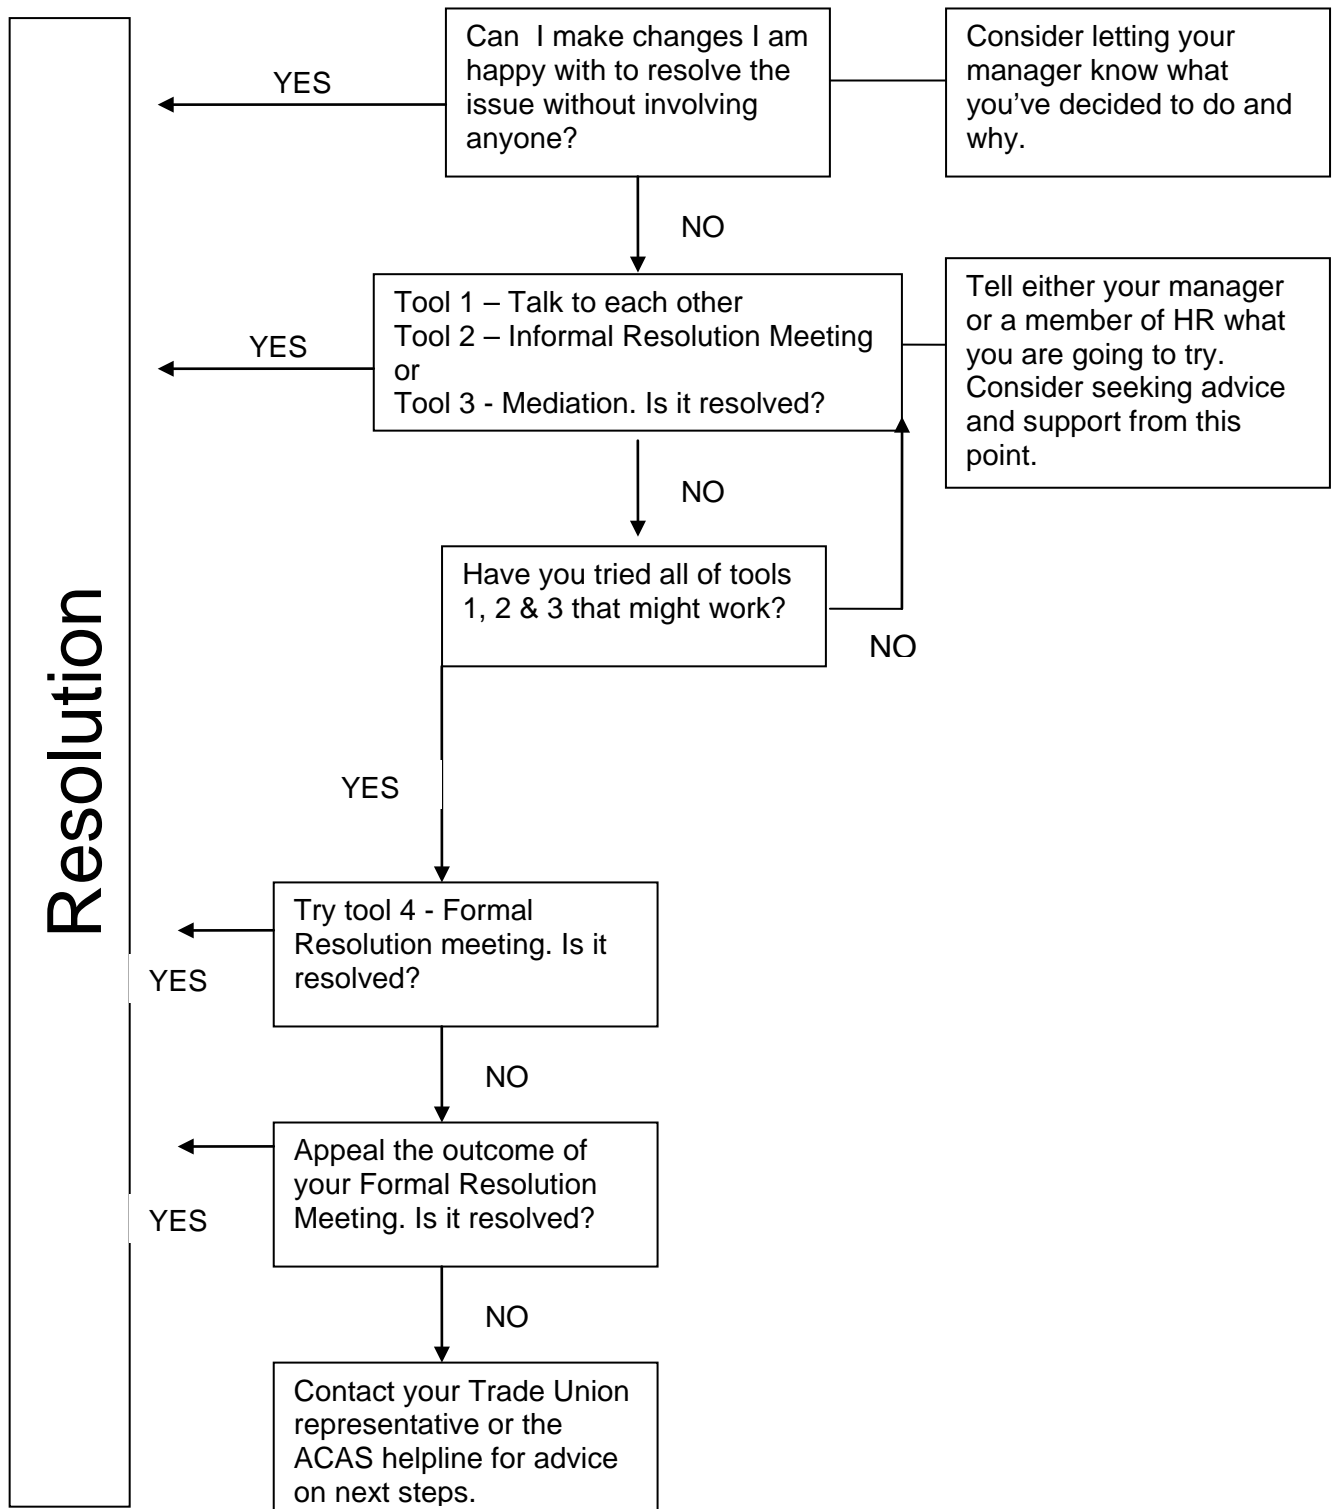 Can  I make changes I am
happy with to resolve the
issue without involving
anyone?
Consider letting your
manager know what
you’ve decided to do and
why.
YES
NO
Tool 1 – Talk to each other
Tool 2 – Informal Resolution Meeting
or
Tool 3 - Mediation. Is it resolved?
Tell either your manager
or a member of HR what
you are going to try.
Consider seeking advice
and support from this
point.
YES
NO
Have you tried all of tools
1, 2 & 3 that might work?
NO
YES
Resolution
Try tool 4 - Formal
Resolution meeting. Is it
resolved?
YES
NO
Appeal the outcome of
your Formal Resolution
Meeting. Is it resolved?
YES
NO
Contact your Trade Union
representative or the
ACAS helpline for advice
on next steps.